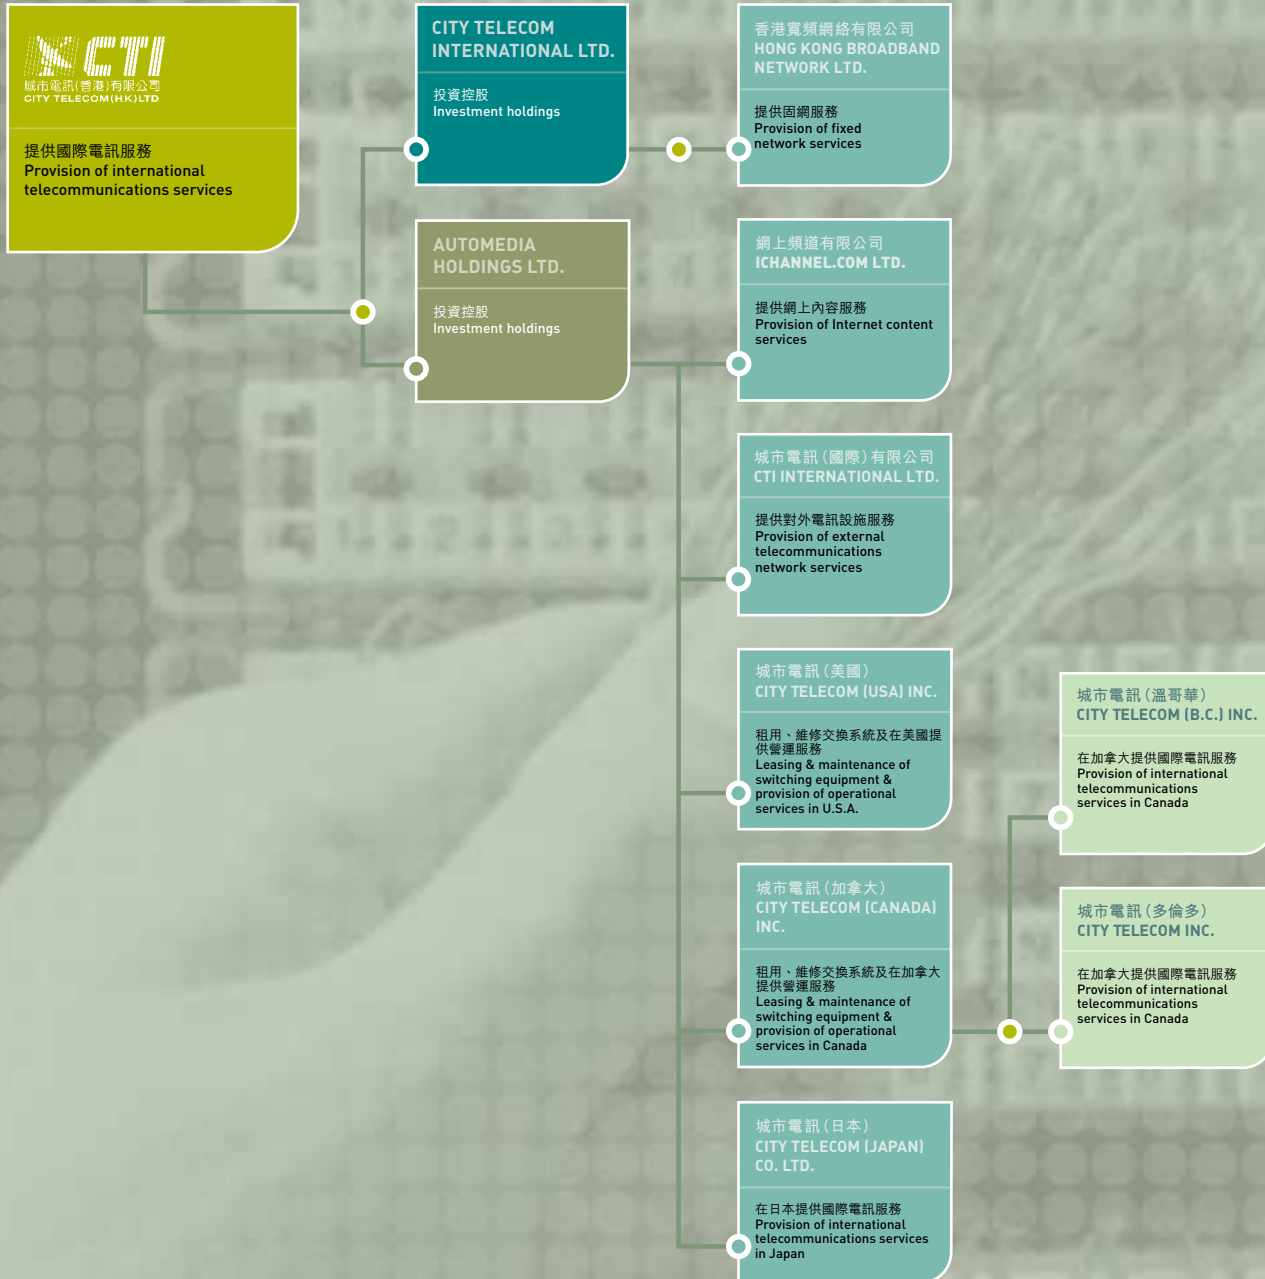 CTI
城市電訊(香港)有限公司
CITY TELECOM(H.K.)LTD
提供國際電訊服務
Provision of international
telecommunications services
CITY TELECOM
INTERNATIONAL LTD.
投資控股
Investment holdings
AUTOMEDIA
HOLDINGS LTD.
投資控股
Investment holdings
香港寬頻網絡有限公司
HONG KONG BROADBAND
NETWORK LTD.
提供固網服務
Provision of fixed
network services
網上頻道有限公司
ICHANNEL.COM LTD.
提供網上內容服務
Provision of Internet content
services
城市電訊(國際)有限公司
CTI INTERNATIONAL LTD.
提供對外電訊設施服務
Provision of external
telecommunications
network services
城市電訊(美國)
CITY TELECOM (USA) INC.
租用、維修交換系統及在美國提
供營運服務
Leasing & maintenance of
switching equipment &
provision of operational
services in U.S.A.
城市電訊(加拿大)
CITY TELECOM (CANADA)
INC.
租用、維修交換系統及在加拿大
提供營運服務
Leasing & maintenance of
switching equipment &
provision of operational
services in Canada
城市電訊(日本)
CITY TELECOM (JAPAN)
CO. LTD.
在日本提供國際電訊服務
Provision of international
telecommunications services
in Japan
城市電訊(溫哥華)
CITY TELECOM (B.C.) INC.
在加拿大提供國際電訊服務
Provision of international
telecommunications
services in Canada
城市電訊(多倫多)
CITY TELECOM INC.
在加拿大提供國際電訊服務
Provision of international
telecommunications
services in Canada